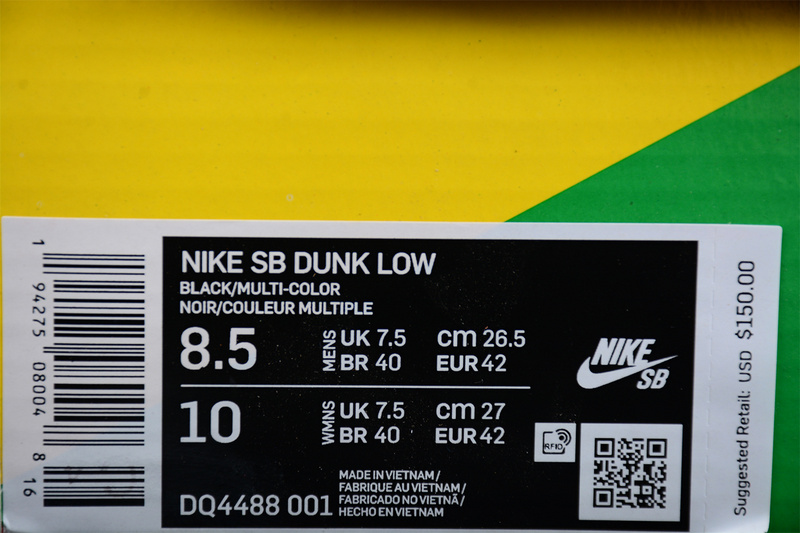 NIKE SB DUNK LOW
BLACK/MULTI-COLOR
NOIR/COULEUR MULTIPLE
8.5
MENS
UK 7.5 cm 26.5
BR 40 EUR 42
10
WMNS
UK 7.5 cm 27
BR 40 EUR 42
DQ4488 001
MADE IN VIETNAM /
FABRIQUE AU VIETNAM /
FABRICADO NO VIETNÃ /
HECHO EN VIETNAM
NIKE
SB
RFID
Suggested Retail: USD $150.00
1 94275 08004 8 16